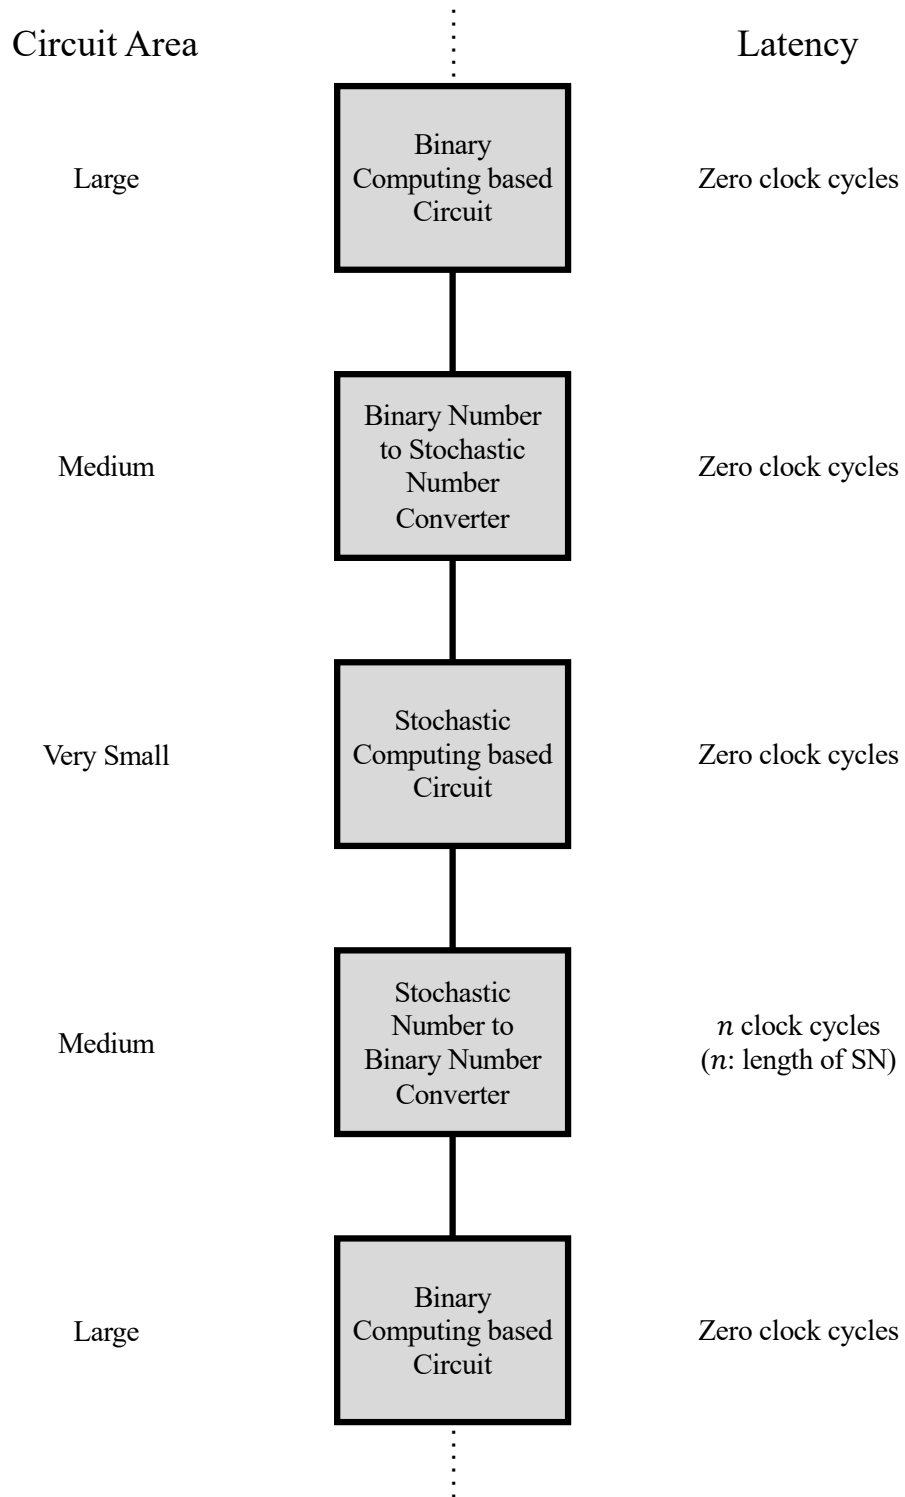 Circuit Area
Latency
Large
Binary
Computing based
Circuit
Zero clock cycles
Medium
Binary Number
to Stochastic
Number
Converter
Zero clock cycles
Very Small
Stochastic
Computing based
Circuit
Zero clock cycles
Medium
Stochastic
Number to
Binary Number
Converter
n clock cycles
(n: length of SN)
Large
Binary
Computing based
Circuit
Zero clock cycles